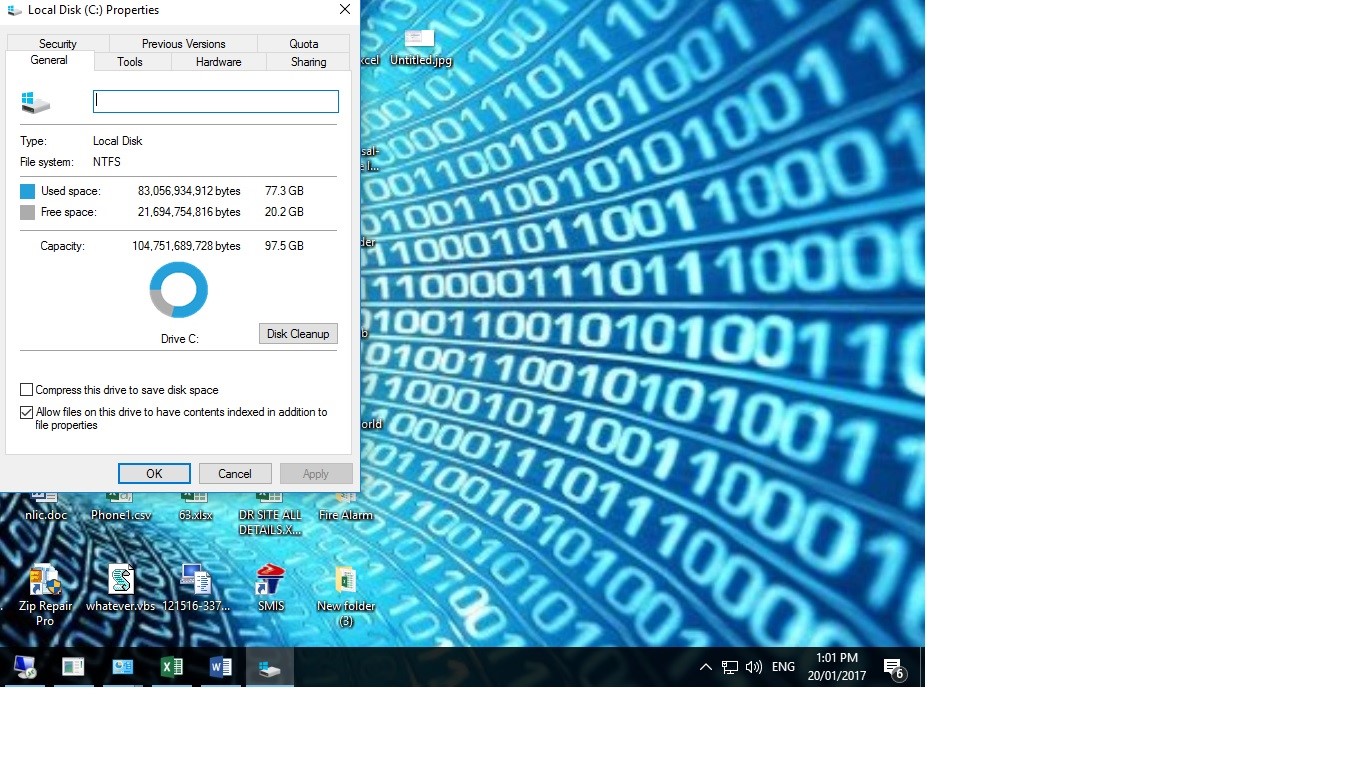 Local Disk (C:) Properties
Security Previous Versions Quota
General Tools Hardware Sharing
Type: Local Disk
File system: NTFS
Used space: 83,056,934,912 bytes 77.3 GB
Free space: 21,694,754,816 bytes 20.2 GB
Capacity: 104,751,689,728 bytes 97.5 GB
Drive C:
Disk Cleanup
Compress this drive to save disk space
Allow files on this drive to have contents indexed in addition to
file properties
OK Cancel Apply
Untitled.jpg
nlic.doc Phone1.csv 63.xlsx DR SITE ALL Fire Alarm
DETAILS.X...
Zip Repair whatever.vbs 121516-337... SMIS New folder
Pro (3)
ENG
1:01 PM
20/01/2017
6